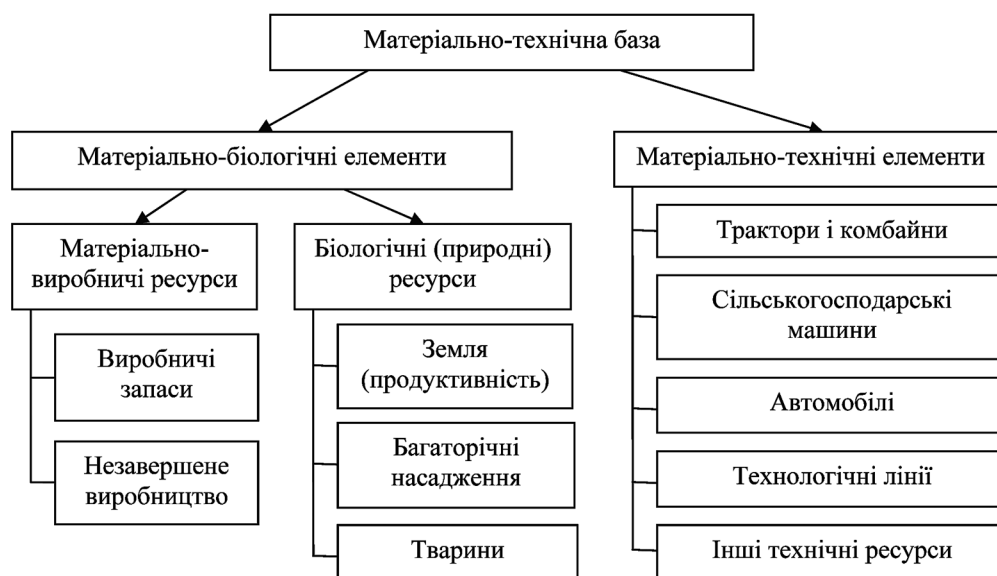 Матеріально-технічна база
Матеріально-біологічні елементи
Матеріально-технічні елементи
Матеріально-
виробничі ресурси
Біологічні (природні)
ресурси
Трактори і комбайни
Сільськогосподарські
машини
Виробничі
запаси
Земля
(продуктивність)
Автомобілі
Незавершене
виробництво
Багаторічні
насадження
Технологічні лінії
Тварини
Інші технічні ресурси